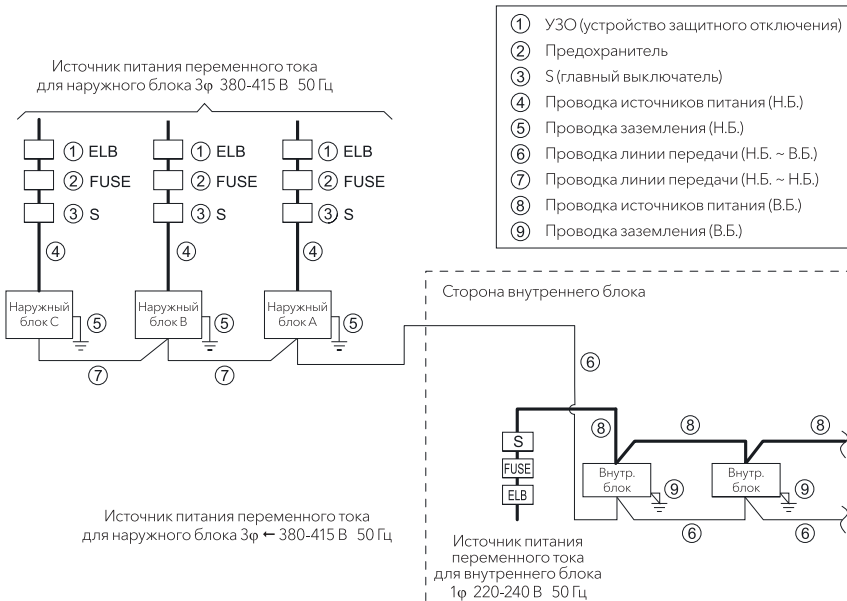 ① УЗО (устройство защитного отключения)
② Предохранитель
③ S (главный выключатель)
④ Проводка источников питания (Н.Б.)
⑤ Проводка заземления (Н.Б.)
⑥ Проводка линии передачи (Н.Б. ~ В.Б.)
⑦ Проводка линии передачи (Н.Б. ~ Н.Б.)
⑧ Проводка источников питания (В.Б.)
⑨ Проводка заземления (В.Б.)
Источник питания переменного тока
для наружного блока 3φ 380-415 В 50 Гц
① ELB ① ELB ① ELB
② FUSE ② FUSE ② FUSE
③ S ③ S ③ S
④ ④ ④
Наружный
блок C
⑤
Наружный
блок B
⑤
Наружный
блок A
⑤
⑦ ⑦
Сторона внутреннего блока
⑥
⑧ ⑧ ⑧
S
FUSE
ELB
Внутр.
блок
⑨
Внутр.
блок
⑨
⑥ ⑥
Источник питания
переменного тока
для внутреннего блока
1φ 220-240 В 50 Гц
Источник питания переменного тока
для наружного блока 3φ ← 380-415 В 50 Гц